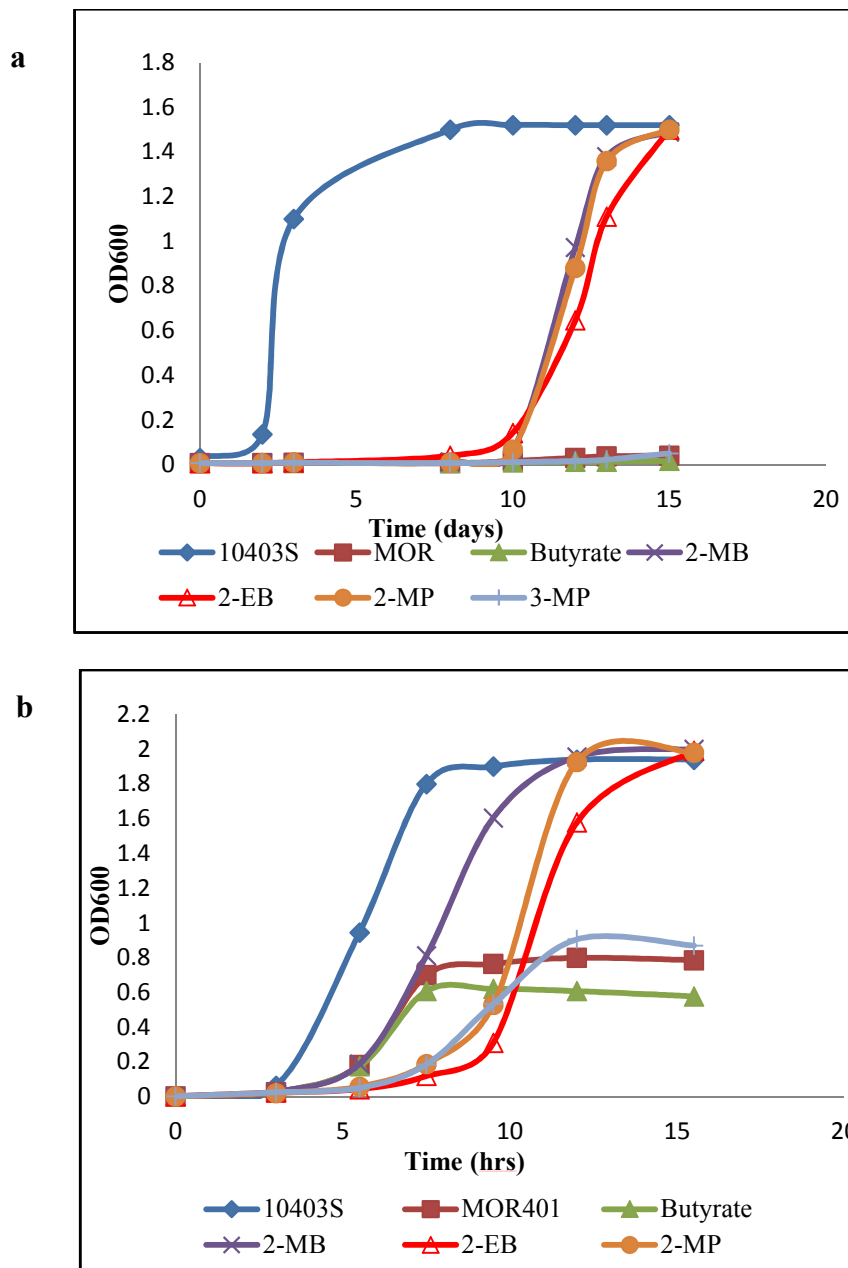 a
1.8
1.6
1.4
1.2
1
0.8
0.6
0.4
0.2
0
OD600
0 5 10 15 20
Time (days)
10403S MOR Butyrate 2-MB
2-EB 2-MP 3-MP
b
2.2
2
1.8
1.6
1.4
1.2
1
0.8
0.6
0.4
0.2
0
OD600
0 5 10 15 20
Time (hrs)
10403S MOR401 Butyrate
2-MB 2-EB 2-MP